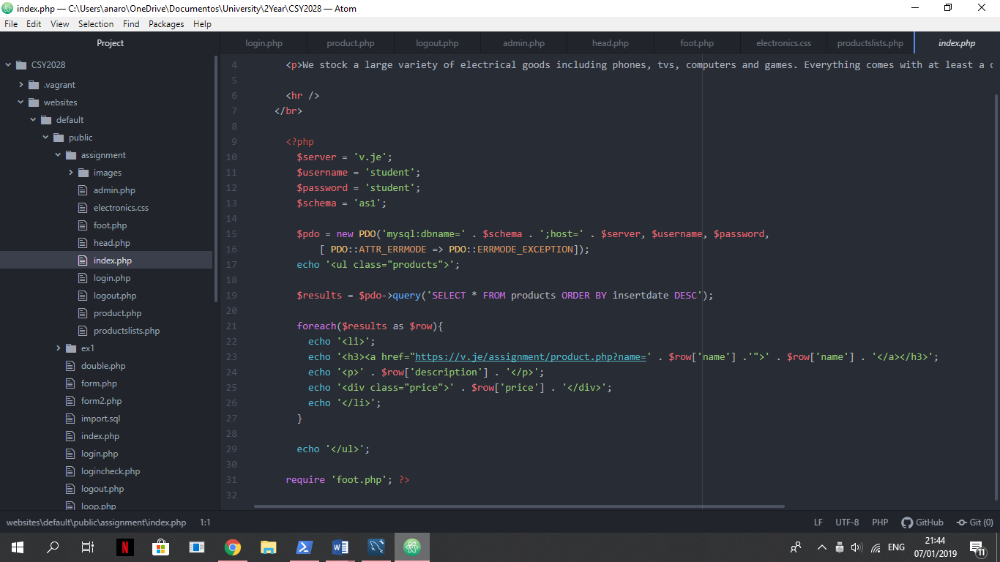 index.php — C:\Users\anaro\OneDrive\Documentos\University\2Year\CSY2028 — Atom
File Edit View Selection Find Packages Help
Project
login.php product.php logout.php admin.php head.php foot.php electronics.css productslists.php index.php
CSY2028
.vagrant
websites
default
public
assignment
images
admin.php
electronics.css
foot.php
head.php
index.php
login.php
logout.php
product.php
productslists.php
ex1
double.php
form.php
form2.php
import.sql
index.php
login.php
logincheck.php
logout.php
loop.php
4 <p>We stock a large variety of electrical goods including phones, tvs, computers and games. Everything comes with at least a
5
6 <hr />
7 </br>
8
9 <?php
10 $server = 'v.je';
11 $username = 'student';
12 $password = 'student';
13 $schema = 'as1';
14
15 $pdo = new PDO('mysql:dbname=' . $schema . ';host=' . $server, $username, $password,
16 [ PDO::ATTR_ERRMODE => PDO::ERRMODE_EXCEPTION]);
17 echo '<ul class="products">';
18
19 $results = $pdo->query('SELECT * FROM products ORDER BY insertdate DESC');
20
21 foreach($results as $row){
22 echo '<li>';
23 echo '<h3><a href="https://v.je/assignment/product.php?name=' . $row['name'] .'">' . $row['name'] . '</a></h3>';
24 echo '<p>' . $row['description'] . '</p>';
25 echo '<div class="price">' . $row['price'] . '</div>';
26 echo '</li>';
27 }
28
29 echo '</ul>';
30
31 require 'foot.php'; ?>
32
websites\default\public\assignment\index.php 1:1 LF UTF-8 PHP GitHub Git (0)
N W ENG 21:44
07/01/2019 11